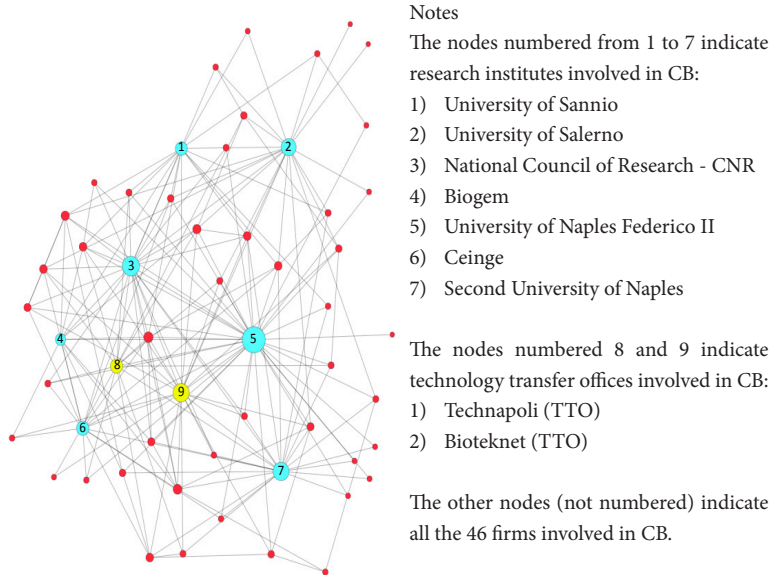 Notes
The nodes numbered from 1 to 7 indicate
research institutes involved in CB:
1) University of Sannio
2) University of Salerno
3) National Council of Research - CNR
4) Biogem
5) University of Naples Federico II
6) Ceinge
7) Second University of Naples
The nodes numbered 8 and 9 indicate
technology transfer offices involved in CB:
1) Technapoli (TTO)
2) Bioteknet (TTO)
The other nodes (not numbered) indicate
all the 46 firms involved in CB.
1
2
3
4
5
8
9
6
7